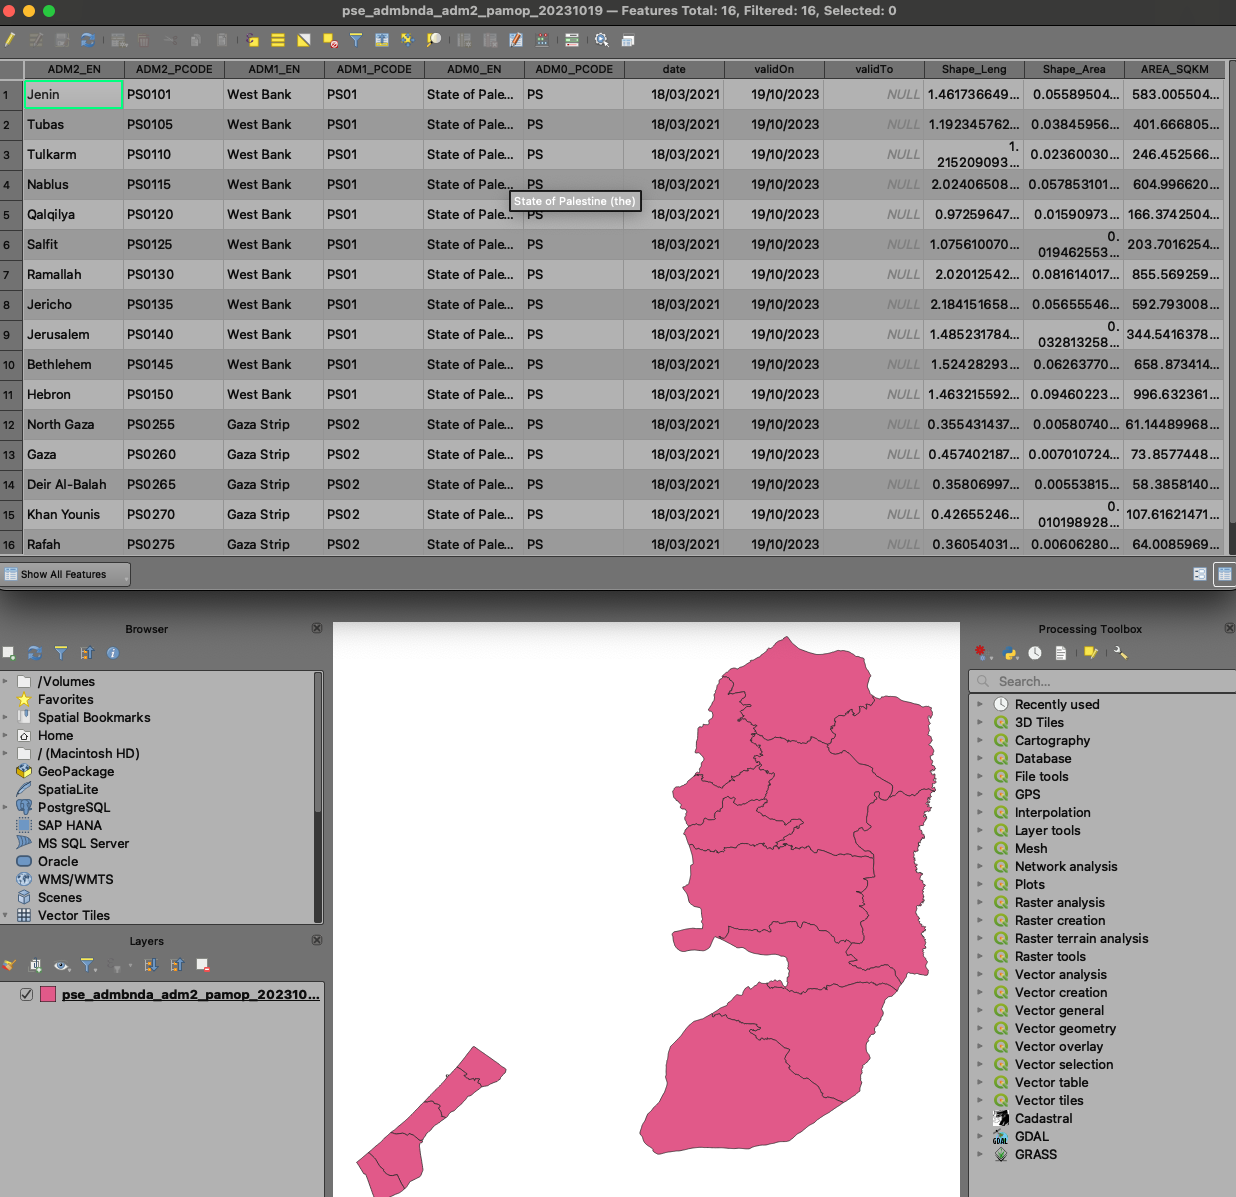 pse_admbnda_adm2_pamop_20231019 — Features Total: 16, Filtered: 16, Selected: 0
ADM2_EN ADM2_PCODE ADM1_EN ADM1_PCODE ADM0_EN ADM0_PCODE date validOn validTo Shape_Leng Shape_Area AREA_SQKM
1 Jenin PS0101 West Bank PS01 State of Pale... PS 18/03/2021 19/10/2023 NULL 1.461736649... 0.05589504... 583.005504...
2 Tubas PS0105 West Bank PS01 State of Pale... PS 18/03/2021 19/10/2023 NULL 1.192345762... 0.03845956... 401.666805...
3 Tulkarm PS0110 West Bank PS01 State of Pale... PS 18/03/2021 19/10/2023 NULL 1.215209093... 0.02360030... 246.452566...
4 Nablus PS0115 West Bank PS01 State of Pale... PS 18/03/2021 19/10/2023 NULL 2.02406508... 0.057853101... 604.996620...
State of Palestine (the)
5 Qalqilya PS0120 West Bank PS01 State of Pale... PS 18/03/2021 19/10/2023 NULL 0.97259647... 0.01590973... 166.3742504...
6 Salfit PS0125 West Bank PS01 State of Pale... PS 18/03/2021 19/10/2023 NULL 1.075610070... 0.019462553... 203.7016254...
7 Ramallah PS0130 West Bank PS01 State of Pale... PS 18/03/2021 19/10/2023 NULL 2.02012542... 0.081614017... 855.569259...
8 Jericho PS0135 West Bank PS01 State of Pale... PS 18/03/2021 19/10/2023 NULL 2.184151658... 0.05655546... 592.793008...
9 Jerusalem PS0140 West Bank PS01 State of Pale... PS 18/03/2021 19/10/2023 NULL 1.485231784... 0.032813258... 344.5416378...
10 Bethlehem PS0145 West Bank PS01 State of Pale... PS 18/03/2021 19/10/2023 NULL 1.52428293... 0.06263770... 658.873414...
11 Hebron PS0150 West Bank PS01 State of Pale... PS 18/03/2021 19/10/2023 NULL 1.463215592... 0.09460223... 996.632361...
12 North Gaza PS0255 Gaza Strip PS02 State of Pale... PS 18/03/2021 19/10/2023 NULL 0.355431437... 0.00580740... 61.14489968...
13 Gaza PS0260 Gaza Strip PS02 State of Pale... PS 18/03/2021 19/10/2023 NULL 0.457402187... 0.007010724... 73.8577448...
14 Deir Al-Balah PS0265 Gaza Strip PS02 State of Pale... PS 18/03/2021 19/10/2023 NULL 0.35806997... 0.00553815... 58.3858140...
15 Khan Younis PS0270 Gaza Strip PS02 State of Pale... PS 18/03/2021 19/10/2023 NULL 0.42655246... 0.010198928... 107.61621471...
16 Rafah PS0275 Gaza Strip PS02 State of Pale... PS 18/03/2021 19/10/2023 NULL 0.36054031... 0.00606280... 64.0085969...
Show All Features
Browser
/Volumes
Favorites
Spatial Bookmarks
Home
/ (Macintosh HD)
GeoPackage
SpatiaLite
PostgreSQL
SAP HANA
MS SQL Server
Oracle
WMS/WMTS
Scenes
Vector Tiles
Layers
pse_admbnda_adm2_pamop_202310...
Processing Toolbox
Search...
Recently used
3D Tiles
Cartography
Database
File tools
GPS
Interpolation
Layer tools
Mesh
Network analysis
Plots
Raster analysis
Raster creation
Raster terrain analysis
Raster tools
Vector analysis
Vector creation
Vector general
Vector geometry
Vector overlay
Vector selection
Vector table
Vector tiles
Cadastral
GDAL
GRASS